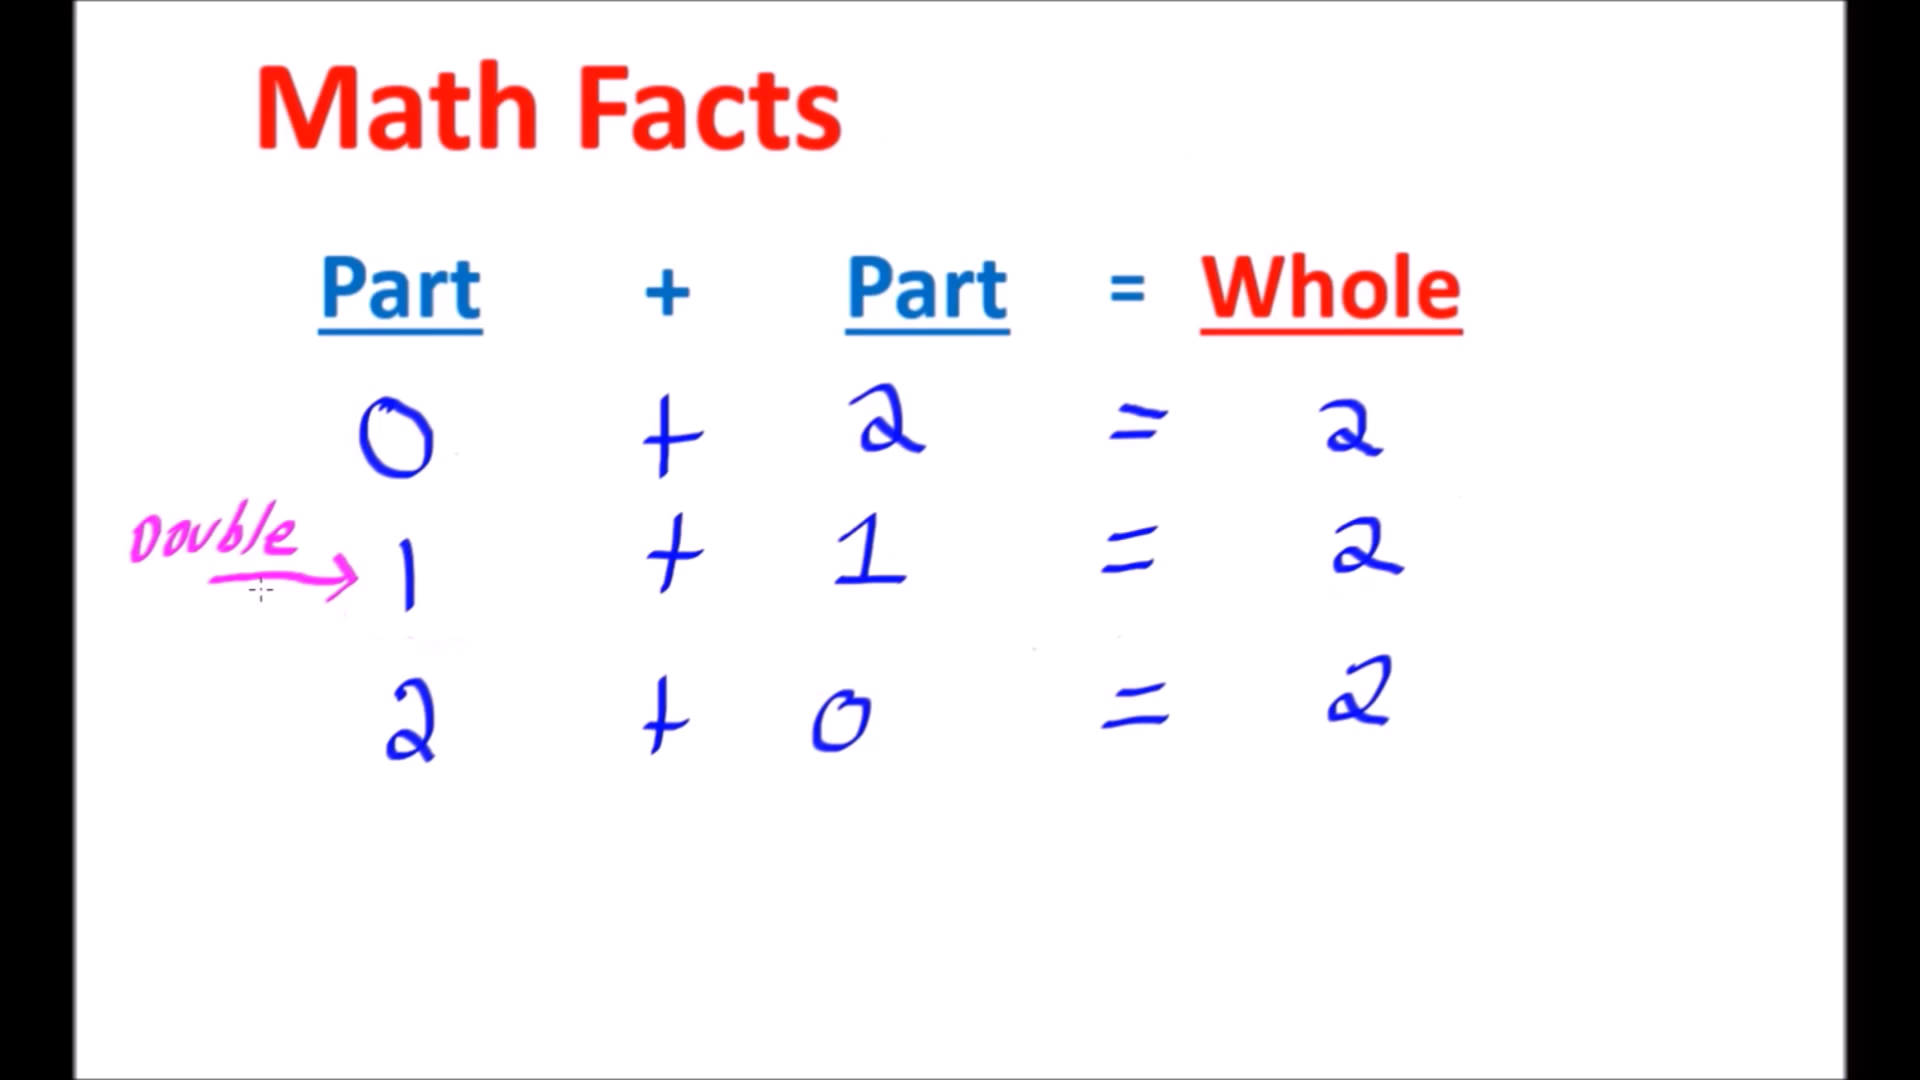 Math Facts
Part + Part = Whole
0 + 2 = 2
Double
1 + 1 = 2
2 + 0 = 2